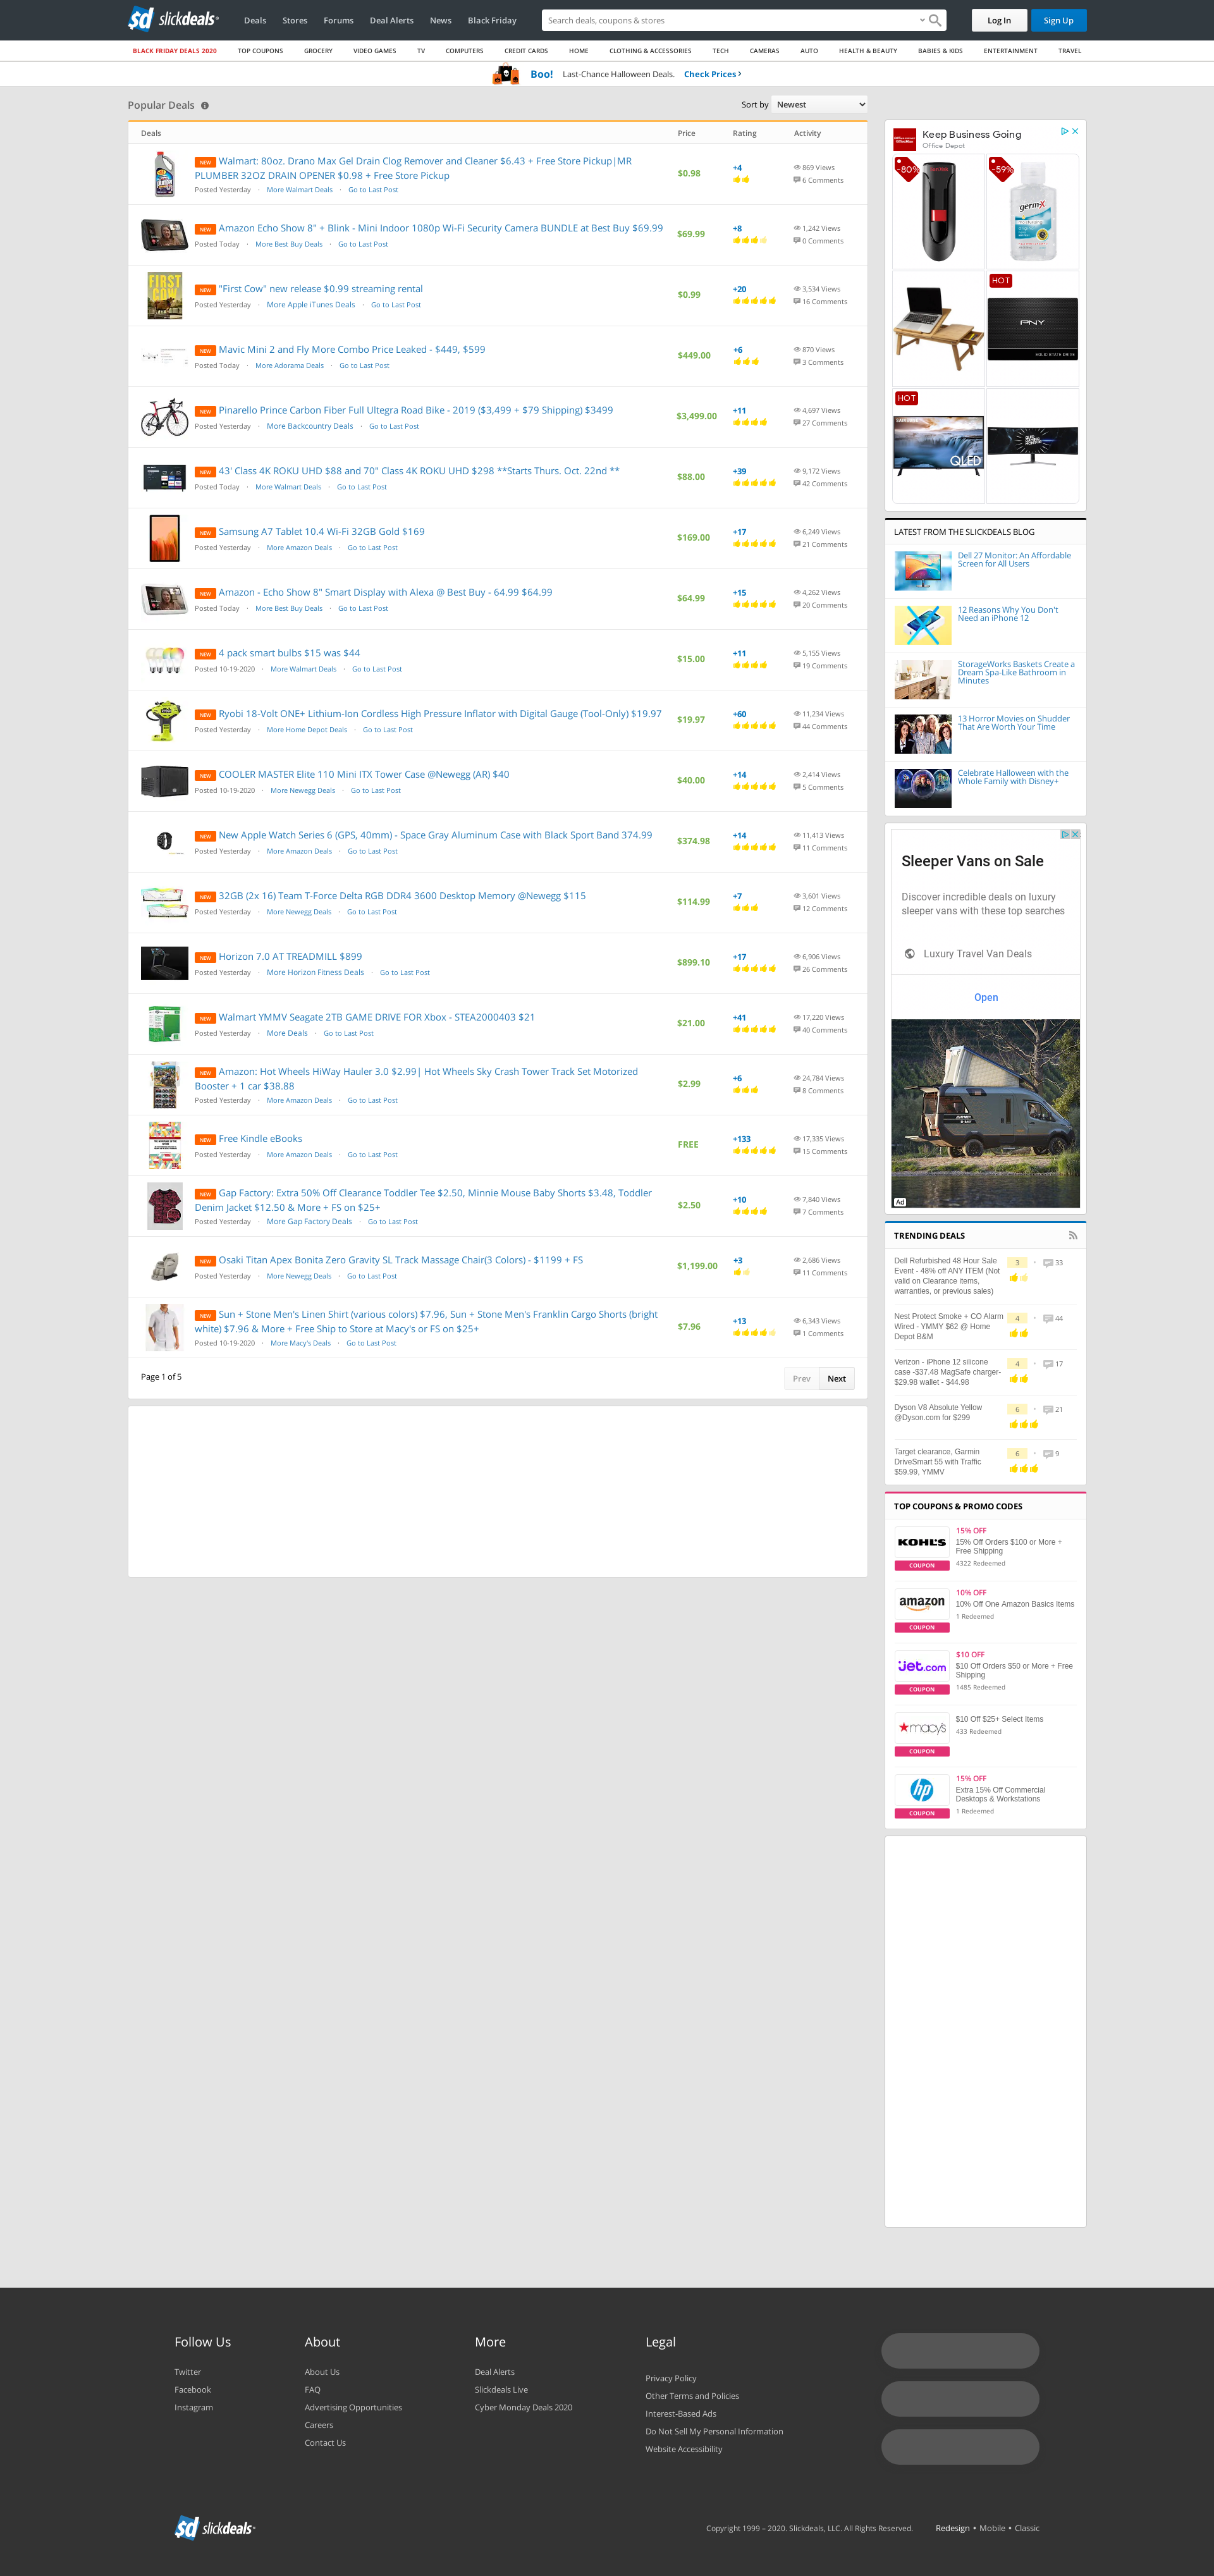 slickdeals
Deals
Stores
Forums
Deal Alerts
News
Black Friday
Search deals, coupons & stores
Log In
Sign Up
BLACK FRIDAY DEALS 2020
TOP COUPONS
GROCERY
VIDEO GAMES
TV
COMPUTERS
CREDIT CARDS
HOME
CLOTHING & ACCESSORIES
TECH
CAMERAS
AUTO
HEALTH & BEAUTY
BABIES & KIDS
ENTERTAINMENT
TRAVEL
Boo! Last-Chance Halloween Deals. Check Prices ›
Popular Deals
Sort by Newest
Deals Price Rating Activity
NEW Walmart: 80oz. Drano Max Gel Drain Clog Remover and Cleaner $6.43 + Free Store Pickup|MR
PLUMBER 32OZ DRAIN OPENER $0.98 + Free Store Pickup
Posted Yesterday · More Walmart Deals · Go to Last Post
$0.98
+4
869 Views
6 Comments
NEW Amazon Echo Show 8" + Blink - Mini Indoor 1080p Wi-Fi Security Camera BUNDLE at Best Buy $69.99
Posted Today · More Best Buy Deals · Go to Last Post
$69.99
+8
1,242 Views
0 Comments
FIRST COW
NEW "First Cow" new release $0.99 streaming rental
Posted Yesterday · More Apple iTunes Deals · Go to Last Post
$0.99
+20
3,534 Views
16 Comments
NEW Mavic Mini 2 and Fly More Combo Price Leaked - $449, $599
Posted Today · More Adorama Deals · Go to Last Post
$449.00
+6
870 Views
3 Comments
NEW Pinarello Prince Carbon Fiber Full Ultegra Road Bike - 2019 ($3,499 + $79 Shipping) $3499
Posted Yesterday · More Backcountry Deals · Go to Last Post
$3,499.00
+11
4,697 Views
27 Comments
NEW 43' Class 4K ROKU UHD $88 and 70" Class 4K ROKU UHD $298 **Starts Thurs. Oct. 22nd **
Posted Today · More Walmart Deals · Go to Last Post
$88.00
+39
9,172 Views
42 Comments
NEW Samsung A7 Tablet 10.4 Wi-Fi 32GB Gold $169
Posted Yesterday · More Amazon Deals · Go to Last Post
$169.00
+17
6,249 Views
21 Comments
NEW Amazon - Echo Show 8" Smart Display with Alexa @ Best Buy - 64.99 $64.99
Posted Today · More Best Buy Deals · Go to Last Post
$64.99
+15
4,262 Views
20 Comments
NEW 4 pack smart bulbs $15 was $44
Posted 10-19-2020 · More Walmart Deals · Go to Last Post
$15.00
+11
5,155 Views
19 Comments
NEW Ryobi 18-Volt ONE+ Lithium-Ion Cordless High Pressure Inflator with Digital Gauge (Tool-Only) $19.97
Posted Yesterday · More Home Depot Deals · Go to Last Post
$19.97
+60
11,234 Views
44 Comments
NEW COOLER MASTER Elite 110 Mini ITX Tower Case @Newegg (AR) $40
Posted 10-19-2020 · More Newegg Deals · Go to Last Post
$40.00
+14
2,414 Views
5 Comments
NEW New Apple Watch Series 6 (GPS, 40mm) - Space Gray Aluminum Case with Black Sport Band 374.99
Posted Yesterday · More Amazon Deals · Go to Last Post
$374.98
+14
11,413 Views
11 Comments
NEW 32GB (2x 16) Team T-Force Delta RGB DDR4 3600 Desktop Memory @Newegg $115
Posted Yesterday · More Newegg Deals · Go to Last Post
$114.99
+7
3,601 Views
12 Comments
NEW Horizon 7.0 AT TREADMILL $899
Posted Yesterday · More Horizon Fitness Deals · Go to Last Post
$899.10
+17
6,906 Views
26 Comments
NEW Walmart YMMV Seagate 2TB GAME DRIVE FOR Xbox - STEA2000403 $21
Posted Yesterday · More Deals · Go to Last Post
$21.00
+41
17,220 Views
40 Comments
NEW Amazon: Hot Wheels HiWay Hauler 3.0 $2.99| Hot Wheels Sky Crash Tower Track Set Motorized
Booster + 1 car $38.88
Posted Yesterday · More Amazon Deals · Go to Last Post
$2.99
+6
24,784 Views
8 Comments
NEW Free Kindle eBooks
Posted Yesterday · More Amazon Deals · Go to Last Post
FREE
+133
17,335 Views
15 Comments
NEW Gap Factory: Extra 50% Off Clearance Toddler Tee $2.50, Minnie Mouse Baby Shorts $3.48, Toddler
Denim Jacket $12.50 & More + FS on $25+
Posted Yesterday · More Gap Factory Deals · Go to Last Post
$2.50
+10
7,840 Views
7 Comments
NEW Osaki Titan Apex Bonita Zero Gravity SL Track Massage Chair(3 Colors) - $1199 + FS
Posted Yesterday · More Newegg Deals · Go to Last Post
$1,199.00
+3
2,686 Views
11 Comments
NEW Sun + Stone Men's Linen Shirt (various colors) $7.96, Sun + Stone Men's Franklin Cargo Shorts (bright
white) $7.96 & More + Free Ship to Store at Macy's or FS on $25+
Posted 10-19-2020 · More Macy's Deals · Go to Last Post
$7.96
+13
6,343 Views
1 Comments
Page 1 of 5
Prev
Next
Keep Business Going
Office Depot
-80%
-59%
germ-X
HOT
PNY
HOT
QLED
LATEST FROM THE SLICKDEALS BLOG
Dell 27 Monitor: An Affordable
Screen for All Users
12 Reasons Why You Don't
Need an iPhone 12
StorageWorks Baskets Create a
Dream Spa-Like Bathroom in
Minutes
13 Horror Movies on Shudder
That Are Worth Your Time
Celebrate Halloween with the
Whole Family with Disney+
Sleeper Vans on Sale
Discover incredible deals on luxury
sleeper vans with these top searches
Luxury Travel Van Deals
Open
Ad
TRENDING DEALS
Dell Refurbished 48 Hour Sale
Event - 48% off ANY ITEM (Not
valid on Clearance items,
warranties, or previous sales)
3 · 33
Nest Protect Smoke + CO Alarm
Wired - YMMY $62 @ Home
Depot B&M
4 · 44
Verizon - iPhone 12 silicone
case -$37.48 MagSafe charger-
$29.98 wallet - $44.98
4 · 17
Dyson V8 Absolute Yellow
@Dyson.com for $299
6 · 21
Target clearance, Garmin
DriveSmart 55 with Traffic
$59.99, YMMV
6 · 9
TOP COUPONS & PROMO CODES
KOHL'S
COUPON
15% OFF
15% Off Orders $100 or More +
Free Shipping
4322 Redeemed
amazon
COUPON
10% OFF
10% Off One Amazon Basics Items
1 Redeemed
Jet.com
COUPON
$10 OFF
$10 Off Orders $50 or More + Free
Shipping
1485 Redeemed
macy's
COUPON
$10 Off $25+ Select Items
433 Redeemed
hp
COUPON
15% OFF
Extra 15% Off Commercial
Desktops & Workstations
1 Redeemed
Follow Us
Twitter
Facebook
Instagram
About
About Us
FAQ
Advertising Opportunities
Careers
Contact Us
More
Deal Alerts
Slickdeals Live
Cyber Monday Deals 2020
Legal
Privacy Policy
Other Terms and Policies
Interest-Based Ads
Do Not Sell My Personal Information
Website Accessibility
slickdeals
Copyright 1999 – 2020. Slickdeals, LLC. All Rights Reserved.
Redesign • Mobile • Classic